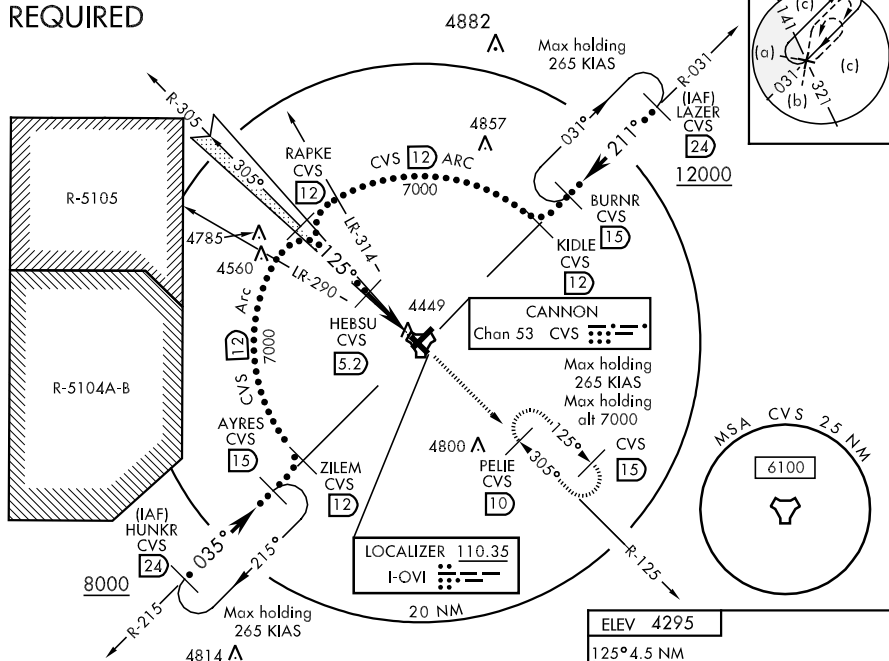 REQUIRED
4882
Max holding
265 KIAS
R-031
(IAF)
LAZER
CVS
24
12000
031°
211°
141
(c)
(a)
(c)
031
(b)
321
R-305
305°
RAPKE
CVS
12
4857
CVS 12 ARC
7000
BURNR
CVS
15
KIDLE
CVS
12
R-5105
4785
4560
LR-314
LR-290
125°
4449
HEBSU
CVS
5.2
CANNON
Chan 53 CVS
Arc
12
7000
CVS
R-5104A-B
Max holding
265 KIAS
Max holding
alt 7000
AYRES
CVS
15
ZILEM
CVS
12
4800
125°
305°
CVS
15
PELIE
CVS
10
MSA CVS 25 NM
6100
(IAF)
HUNKR
CVS
24
8000
035°
215°
R-215
LOCALIZER 110.35
I-OVI
R-125
20 NM
Max holding
265 KIAS
4814
ELEV 4295
125° 4.5 NM